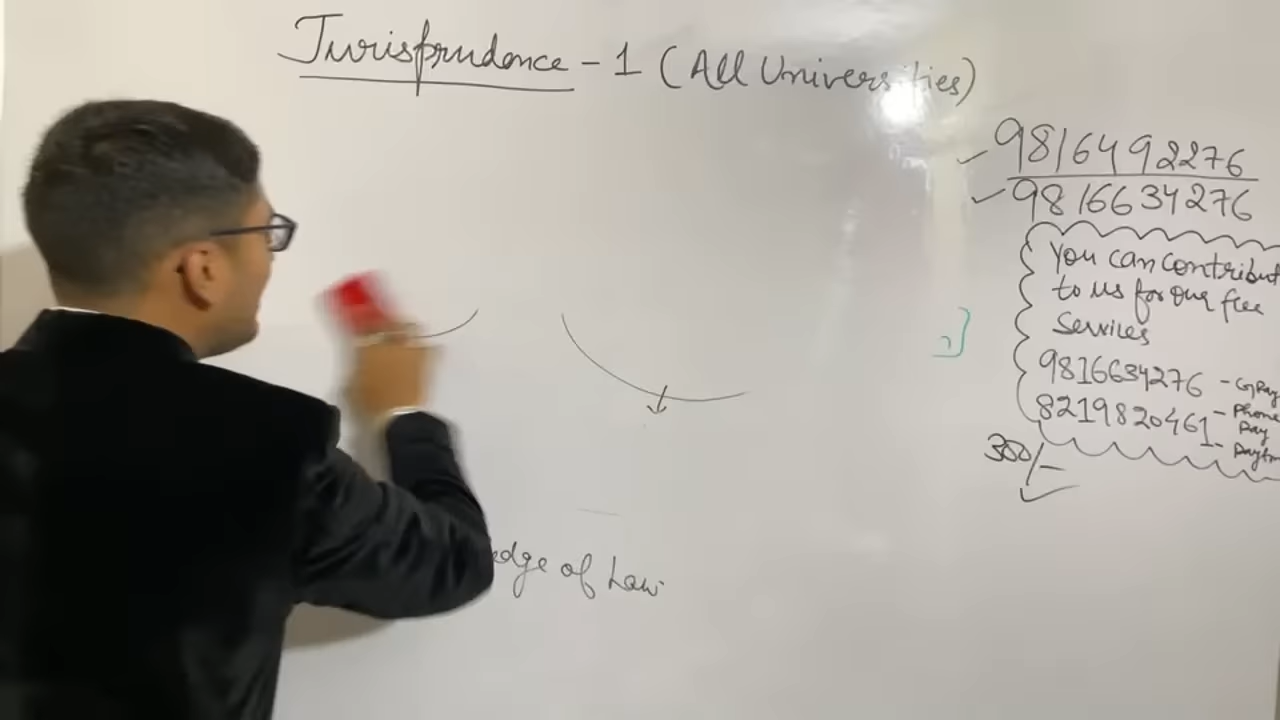 Jurisprudence - 1 (All Universities)
9816492276
9816634276
You can contribut
to us for our free
Services
9816634276 - GPay
8219820461 - Phone
Pay
- Paytm
300/-
edge of Law